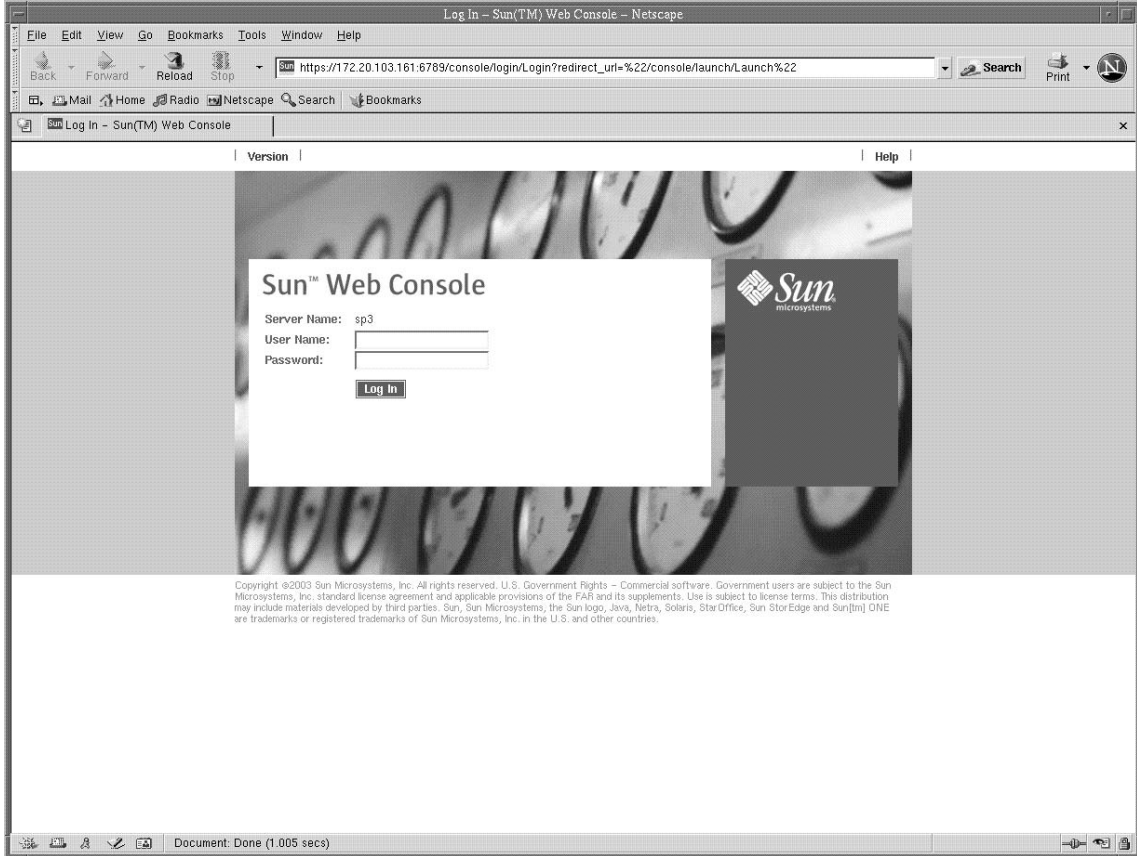 Log In – Sun(TM) Web Console – Netscape
File Edit View Go Bookmarks Tools Window Help
Back Forward Reload Stop
Sun https://172.20.103.161:6789/console/login/Login?redirect_url=%22/console/launch/Launch%22
Search Print N
Mail Home Radio Netscape Search Bookmarks
Sun Log In – Sun(TM) Web Console
Version Help
Sun™ Web Console
Sun
microsystems
Server Name: sp3
User Name:
Password:
Log In
Copyright ©2003 Sun Microsystems, Inc. All rights reserved. U.S. Government Rights – Commercial software. Government users are subject to the Sun
Microsystems, Inc. standard license agreement and applicable provisions of the FAR and its supplements. Use is subject to license terms. This distribution
may include materials developed by third parties. Sun, Sun Microsystems, the Sun logo, Java, Netra, Solaris, StarOffice, Sun StorEdge and Sun[tm] ONE
are trademarks or registered trademarks of Sun Microsystems, Inc. in the U.S. and other countries.
Document: Done (1.005 secs)